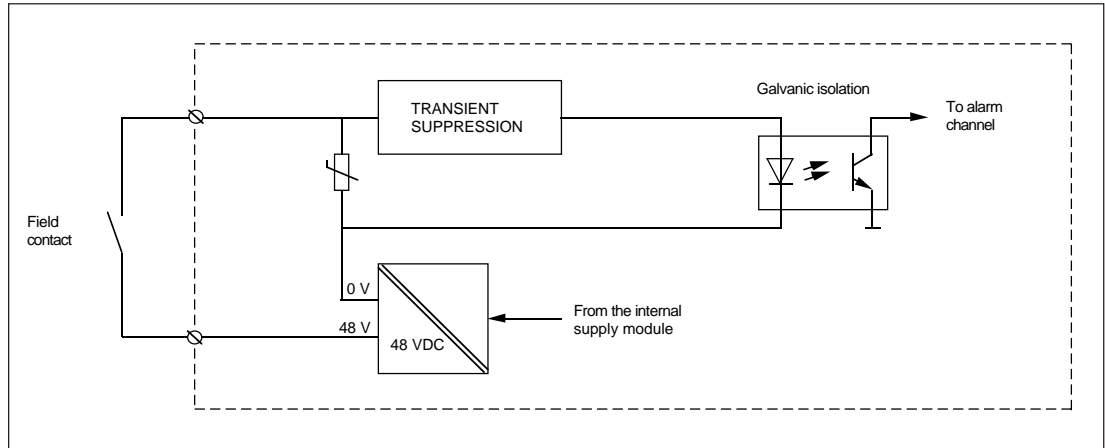 TRANSIENT
SUPPRESSION
Galvanic isolation
To alarm
channel
Field
contact
0 V
48 V
48 VDC
From the internal
supply module